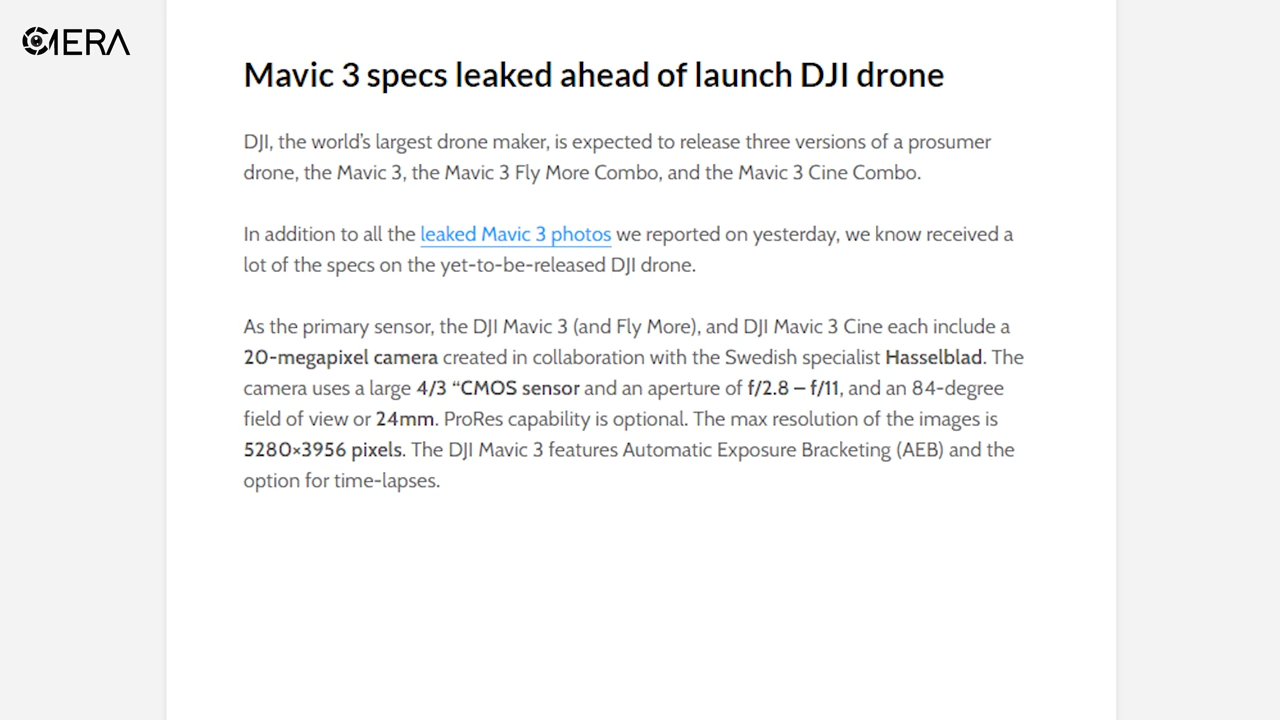 CMERA
Mavic 3 specs leaked ahead of launch DJI drone
DJI, the world’s largest drone maker, is expected to release three versions of a prosumer
drone, the Mavic 3, the Mavic 3 Fly More Combo, and the Mavic 3 Cine Combo.
In addition to all the leaked Mavic 3 photos we reported on yesterday, we know received a
lot of the specs on the yet-to-be-released DJI drone.
As the primary sensor, the DJI Mavic 3 (and Fly More), and DJI Mavic 3 Cine each include a
20-megapixel camera created in collaboration with the Swedish specialist Hasselblad. The
camera uses a large 4/3 “CMOS sensor and an aperture of f/2.8 – f/11, and an 84-degree
field of view or 24mm. ProRes capability is optional. The max resolution of the images is
5280×3956 pixels. The DJI Mavic 3 features Automatic Exposure Bracketing (AEB) and the
option for time-lapses.